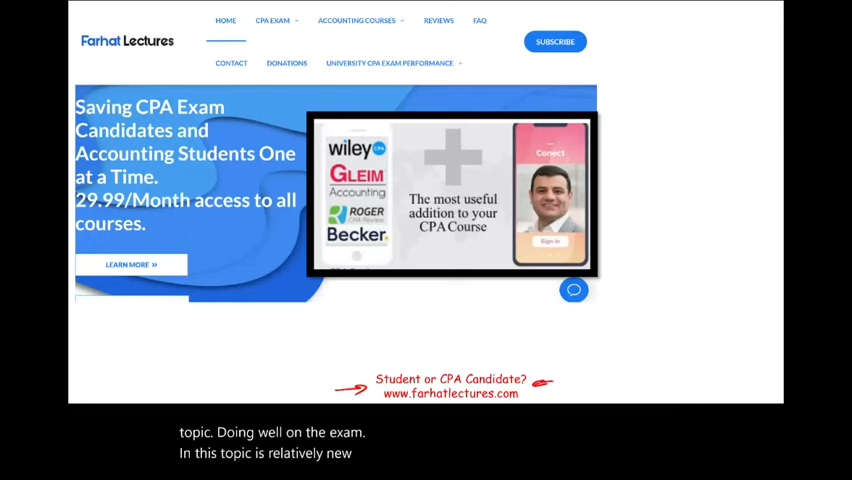 HOME
CPA EXAM
ACCOUNTING COURSES
REVIEWS
FAQ
Farhat Lectures
SUBSCRIBE
CONTACT
DONATIONS
UNIVERSITY CPA EXAM PERFORMANCE
Saving CPA Exam
Candidates and
Accounting Students One
at a Time.
29.99/Month access to all
courses.
LEARN MORE
wiley CPA
GLEIM
Accounting
ROGER
CPA Review
Becker.
The most useful
addition to your
CPA Course
Conect
Sign in
Student or CPA Candidate?
www.farhatlectures.com
topic. Doing well on the exam.
In this topic is relatively new